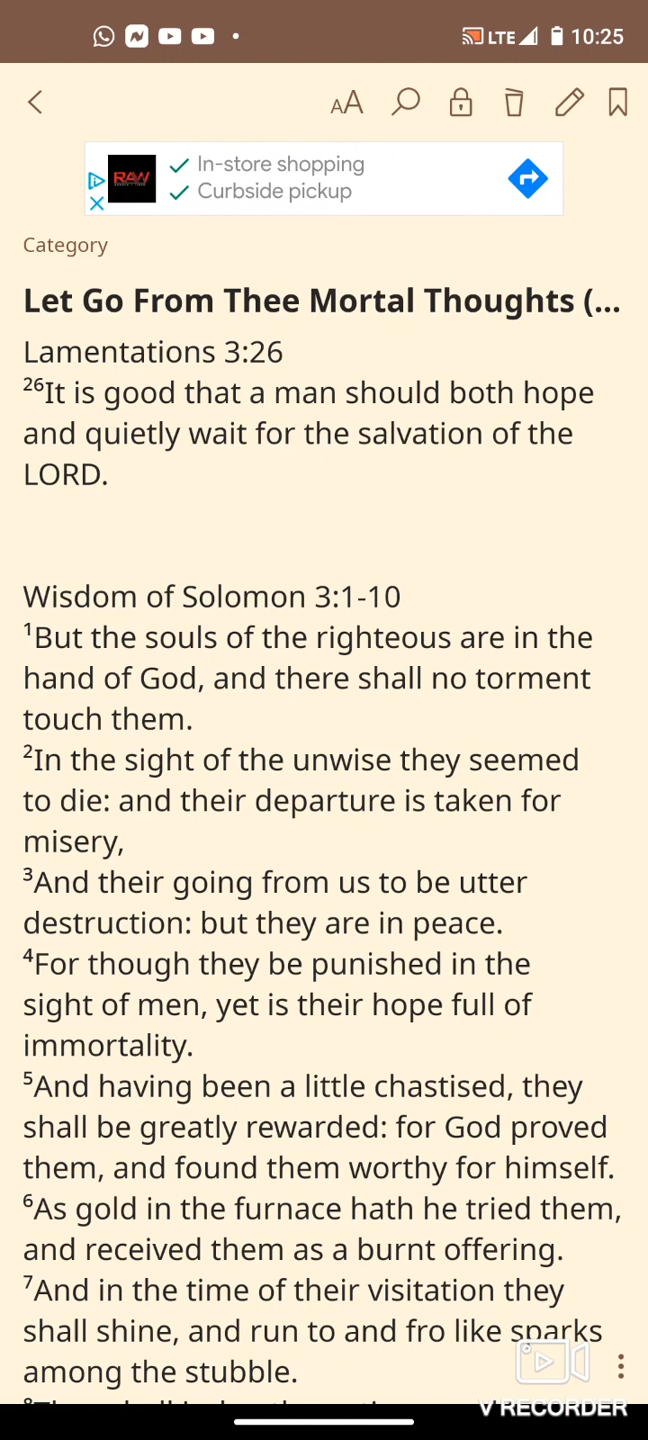 LTE 10:25
AA
RAW
In-store shopping
Curbside pickup
Category
Let Go From Thee Mortal Thoughts (...
Lamentations 3:26
26It is good that a man should both hope
and quietly wait for the salvation of the
LORD.
Wisdom of Solomon 3:1-10
1But the souls of the righteous are in the
hand of God, and there shall no torment
touch them.
2In the sight of the unwise they seemed
to die: and their departure is taken for
misery,
3And their going from us to be utter
destruction: but they are in peace.
4For though they be punished in the
sight of men, yet is their hope full of
immortality.
5And having been a little chastised, they
shall be greatly rewarded: for God proved
them, and found them worthy for himself.
6As gold in the furnace hath he tried them,
and received them as a burnt offering.
7And in the time of their visitation they
shall shine, and run to and fro like sparks
among the stubble.
V RECORDER